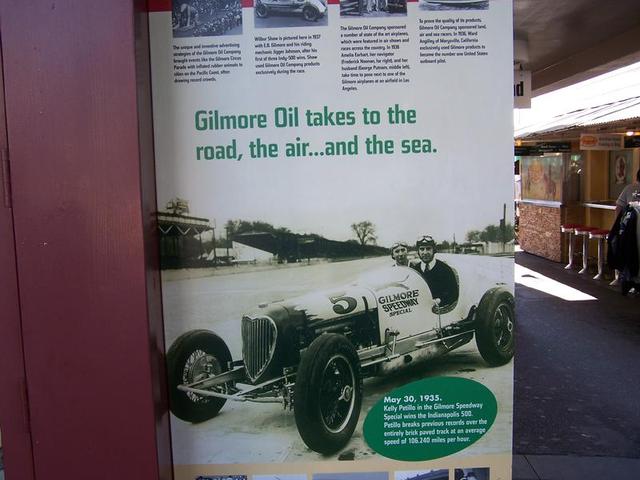 The unique and inventive advertising
strategies of the Gilmore Oil Company
brought events like the Gilmore Circus
Parade with inflated rubber animals to
cities on the Pacific Coast, often
drawing record crowds.
Wilbur Shaw is pictured here in 1937
with E.B. Gilmore and his riding
mechanic Jigger Johnson, after his
first of three Indy-500 wins. Shaw
used Gilmore Oil Company products
exclusively during the race.
The Gilmore Oil Company sponsored
a number of state of the art airplanes,
which were featured in air shows and
races across the country. In 1936
Amelia Earhart, her navigator
(Frederick Noonan, far right), and her
husband (George Putnam, middle left),
take time to pose next to one of the
Gilmore airplanes at an airfield in Los
Angeles.
To prove the quality of its products,
Gilmore Oil Company sponsored land,
air and sea racers. In 1936, Ward
Angilley of Marysville, California
exclusively used Gilmore products to
become the number one United States
outboard pilot.
Gilmore Oil takes to the
road, the air...and the sea.
5
GILMORE
SPEEDWAY
SPECIAL
May 30, 1935.
Kelly Petillo in the Gilmore Speedway
Special wins the Indianapolis 500.
Petillo breaks previous records over the
entirely brick paved track at an average
speed of 106.240 miles per hour.